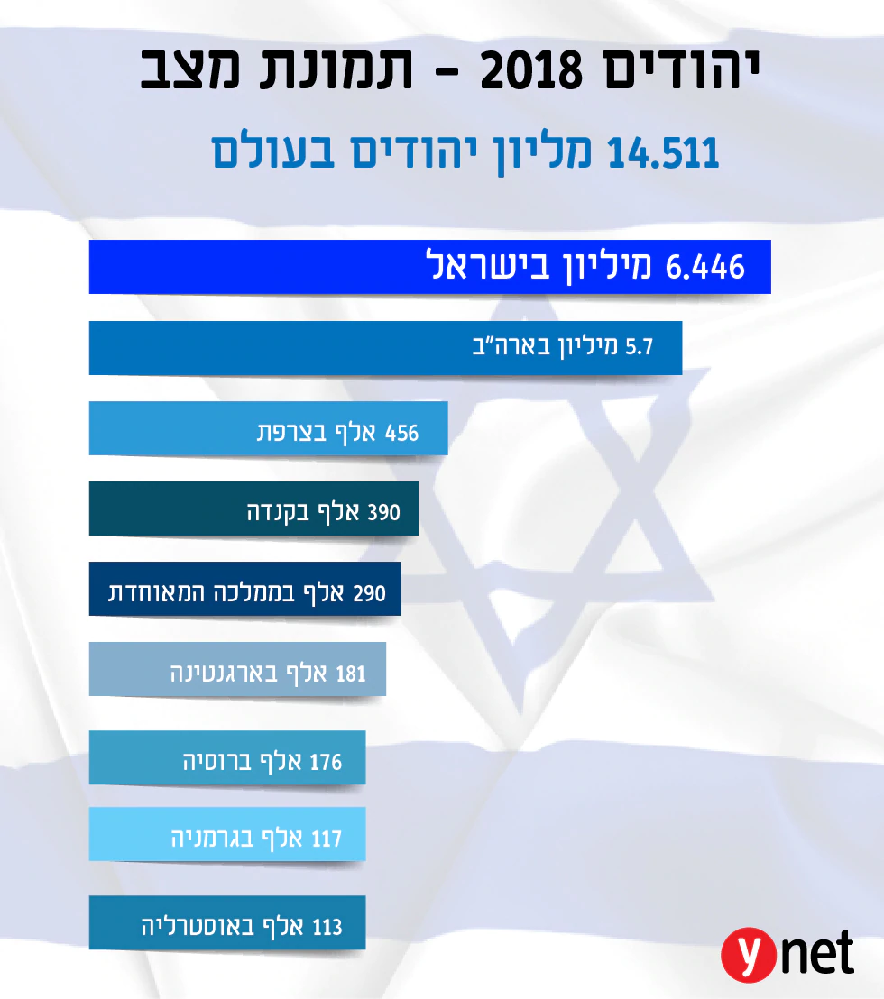 יהודים 2018 - תמונת מצב
14.511 מליון יהודים בעולם
6.446 מיליון בישראל
5.7 מיליון בארה"ב
456 אלף בצרפת
390 אלף בקנדה
290 אלף בממלכה המאוחדת
181 אלף בארגנטינה
176 אלף ברוסיה
117 אלף בגרמניה
113 אלף באוסטרליה
ynet